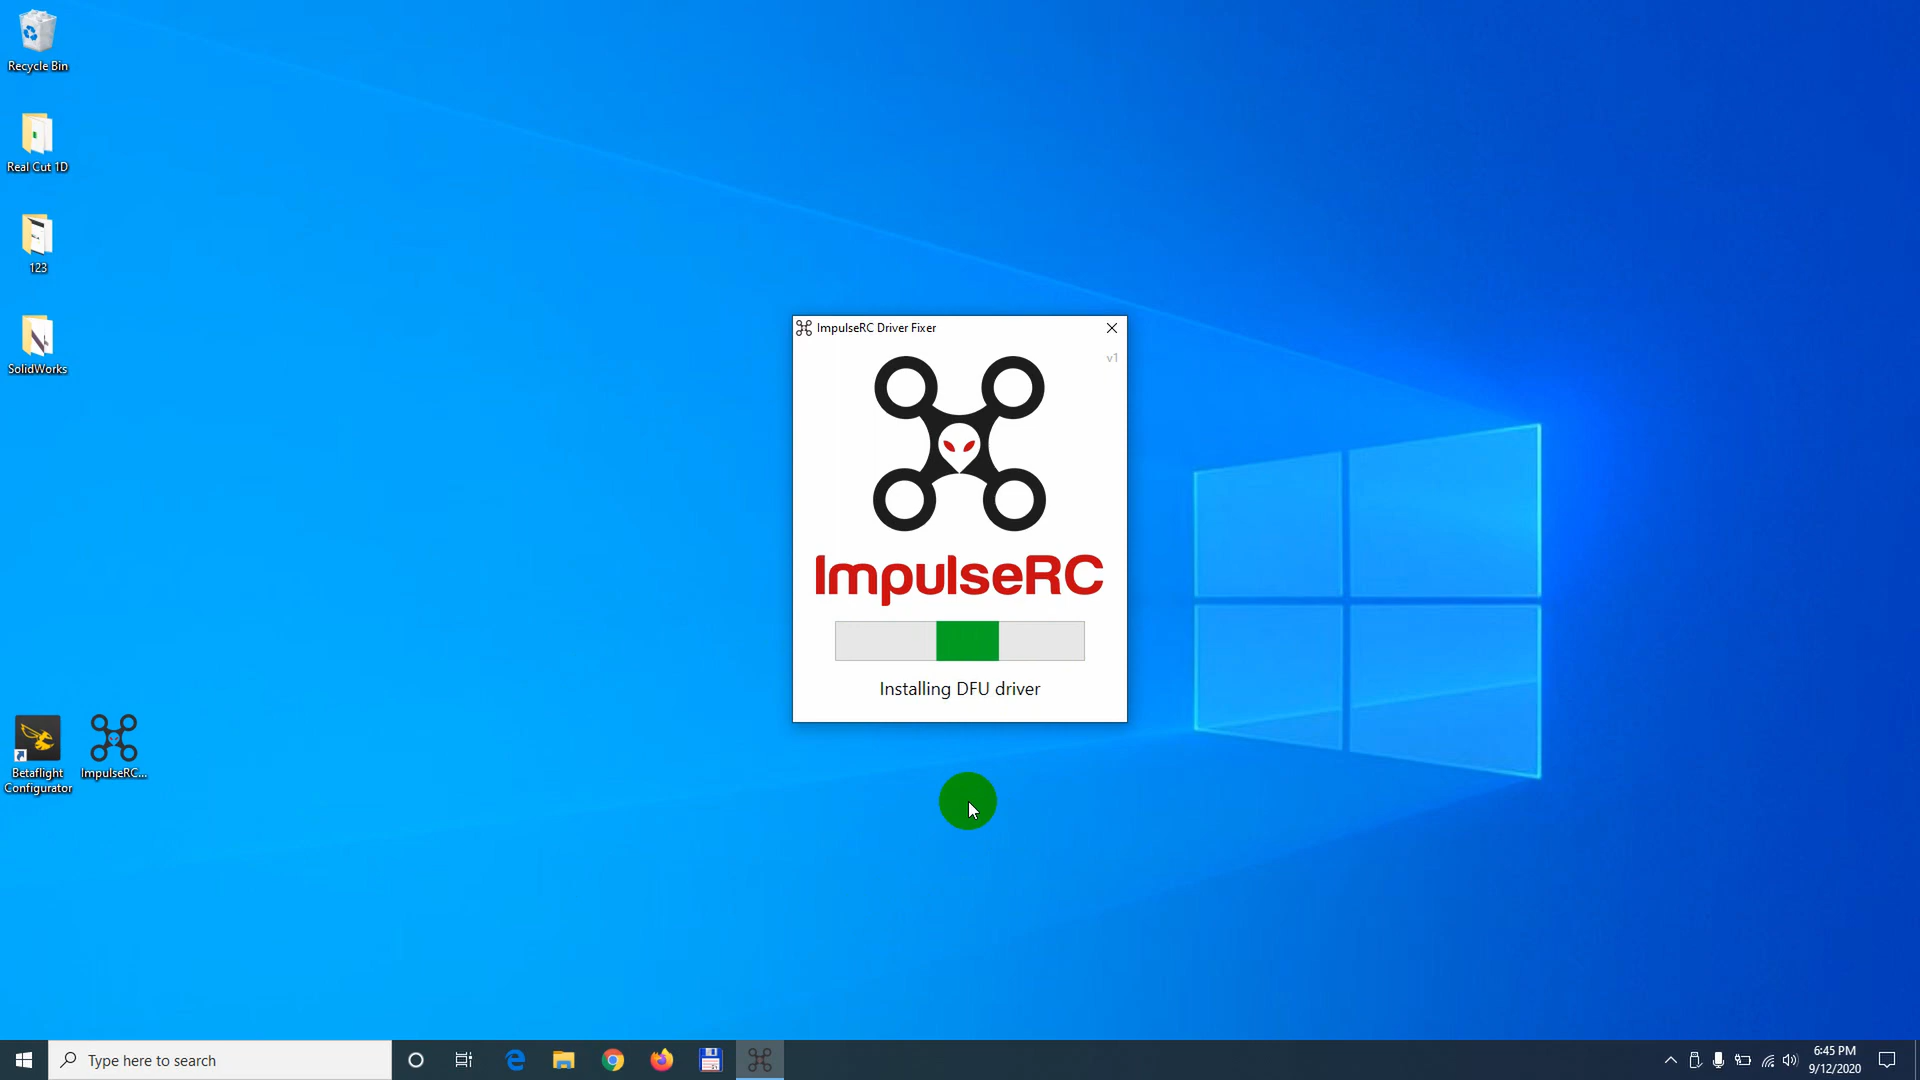 Recycle Bin
Real Cut 1D
123
SolidWorks
Betaflight
Configurator
ImpulseRC...
ImpulseRC Driver Fixer
v1
ImpulseRC
Installing DFU driver
Type here to search
6:45 PM
9/12/2020